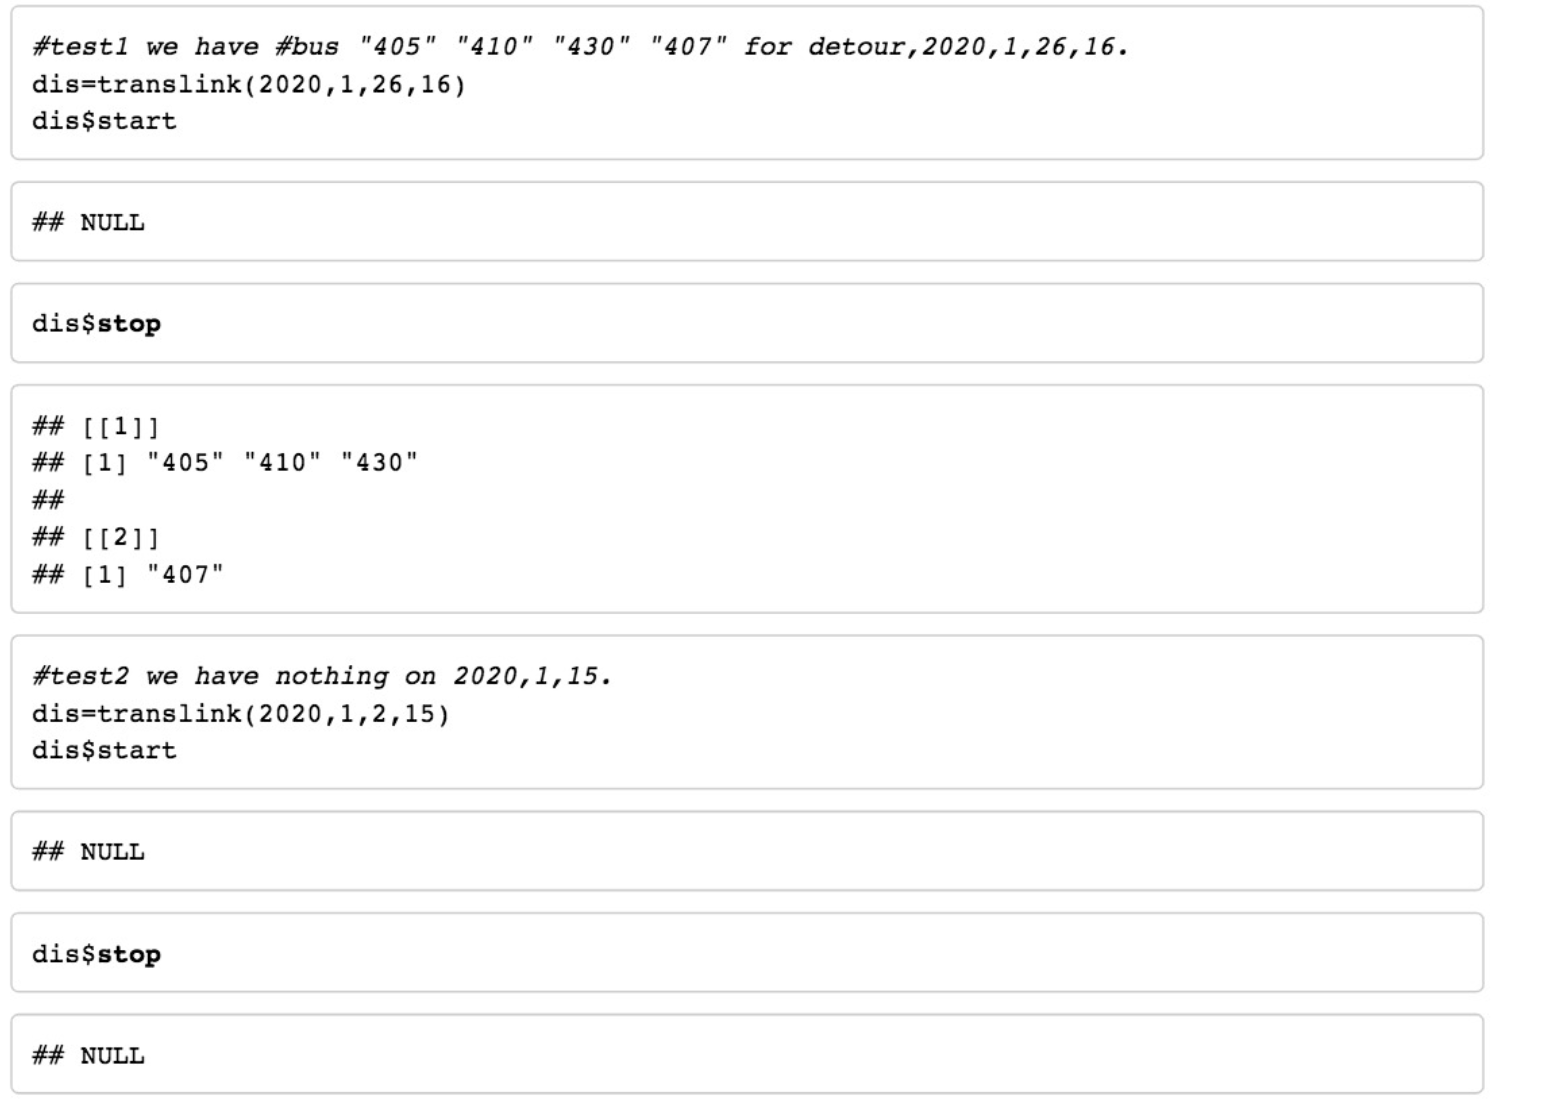 #test1 we have #bus "405" "410" "430" "407" for detour,2020,1,26,16.
dis=translink(2020,1,26,16)
dis$start
## NULL
dis$stop
## [[1]]
## [1] "405" "410" "430"
##
## [[2]]
## [1] "407"
#test2 we have nothing on 2020,1,15.
dis=translink(2020,1,2,15)
dis$start
## NULL
dis$stop
## NULL